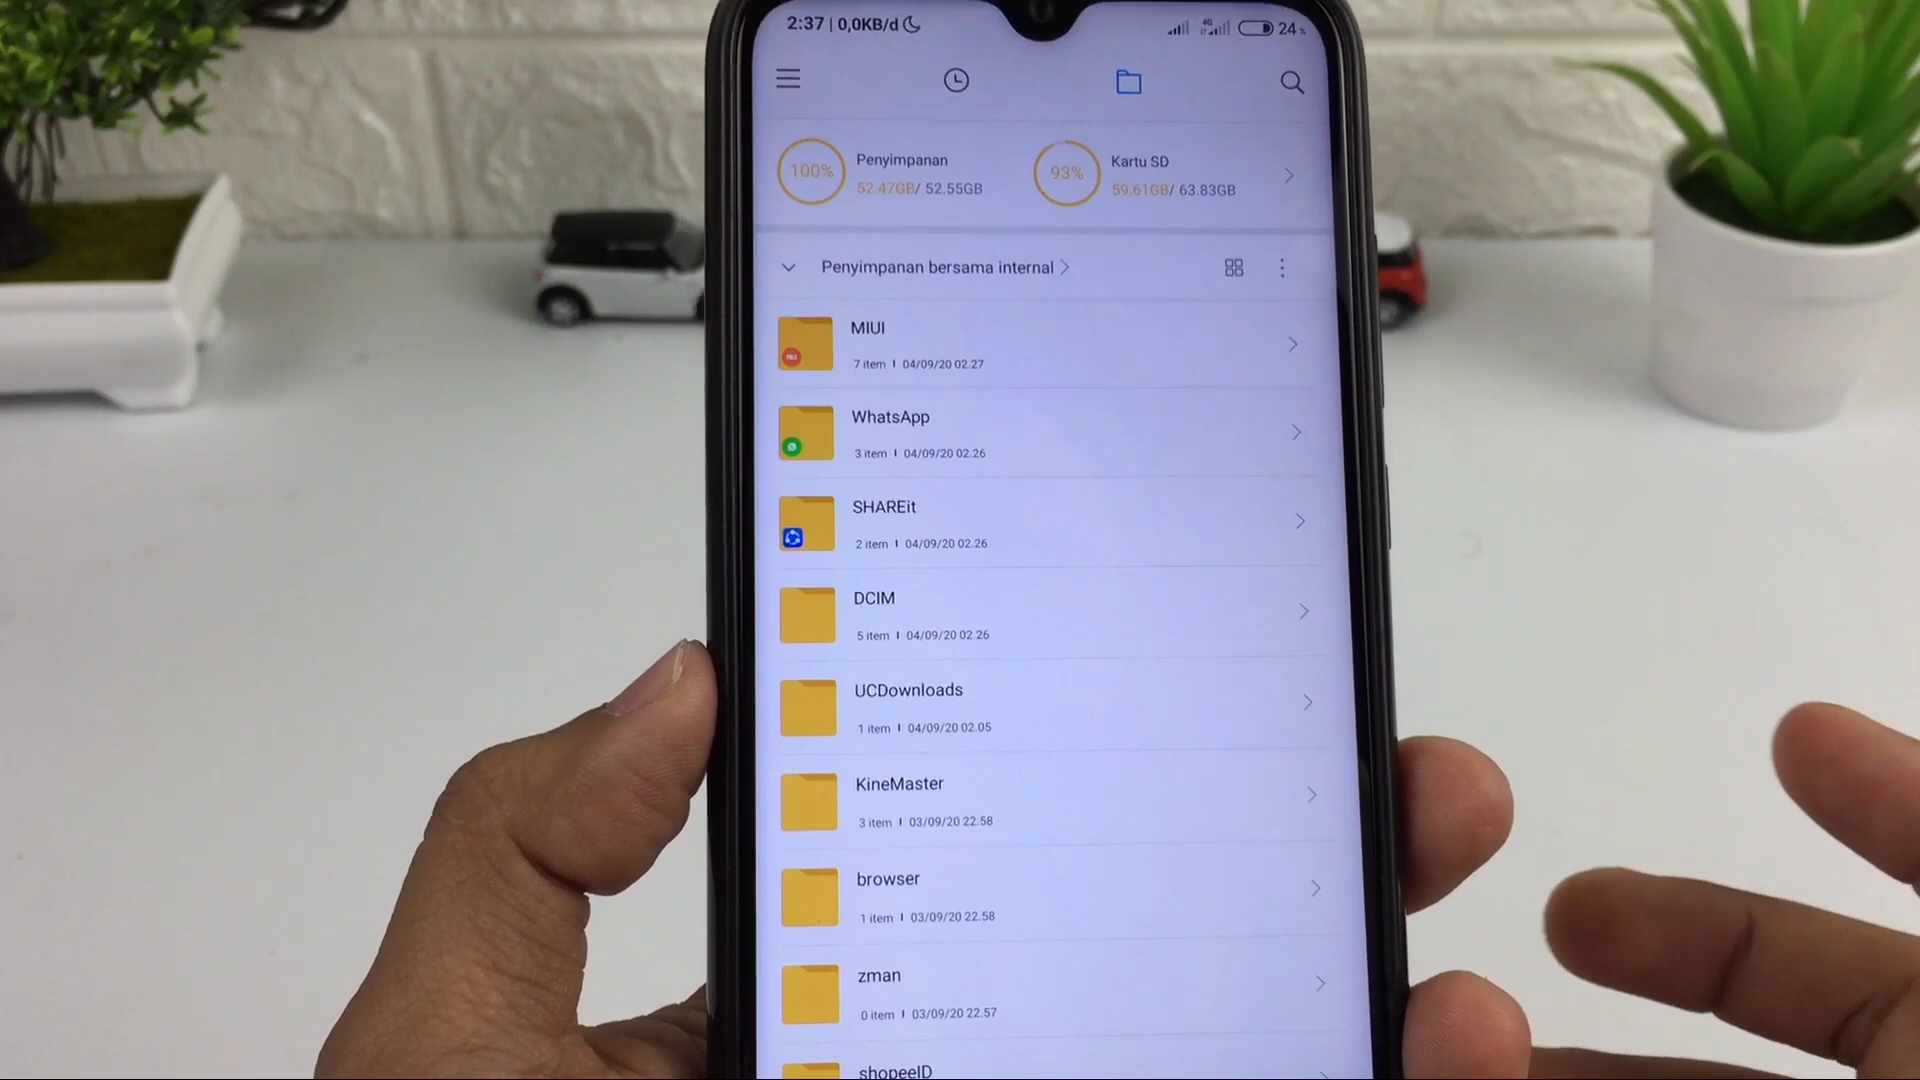 2:37 | 0,0KB/d 4G 24%
100% Penyimpanan 93% Kartu SD
52.47GB/ 52.55GB 59.61GB/ 63.83GB
Penyimpanan bersama internal
MIUI
7 item | 04/09/20 02.27
WhatsApp
3 item | 04/09/20 02.26
SHAREit
2 item | 04/09/20 02.26
DCIM
5 item | 04/09/20 02.26
UCDownloads
1 item | 04/09/20 02.05
KineMaster
3 item | 03/09/20 22.58
browser
1 item | 03/09/20 22.58
zman
0 item | 03/09/20 22.57
shopeeID